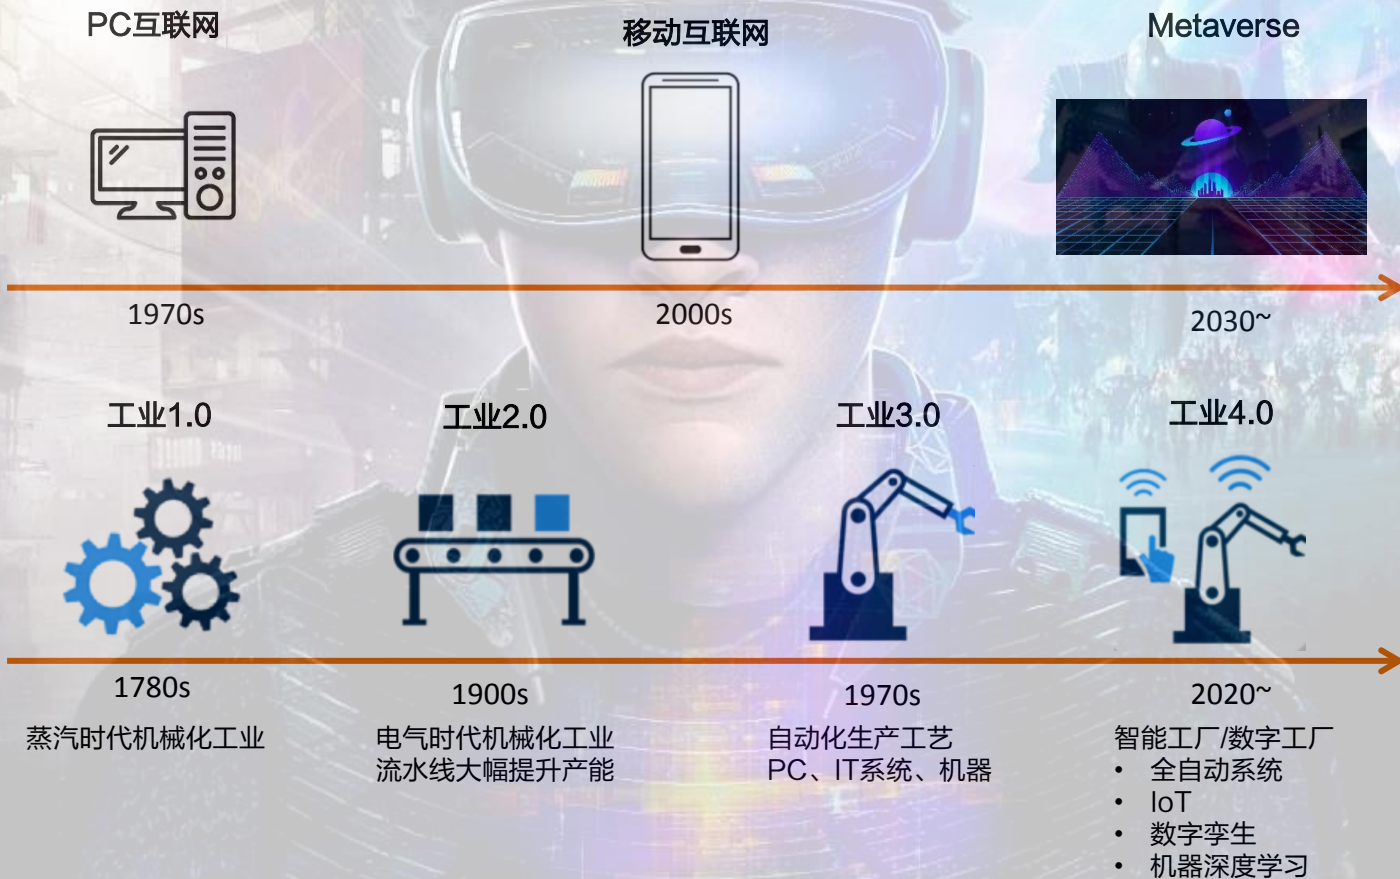 PC互联网
移动互联网
Metaverse
1970s
2000s
2030~
工业1.0
工业2.0
工业3.0
工业4.0
1780s
1900s
1970s
2020~
蒸汽时代机械化工业
电气时代机械化工业
流水线大幅提升产能
自动化生产工艺
PC、IT系统、机器
智能工厂/数字工厂
• 全自动系统
• IoT
• 数字孪生
• 机器深度学习